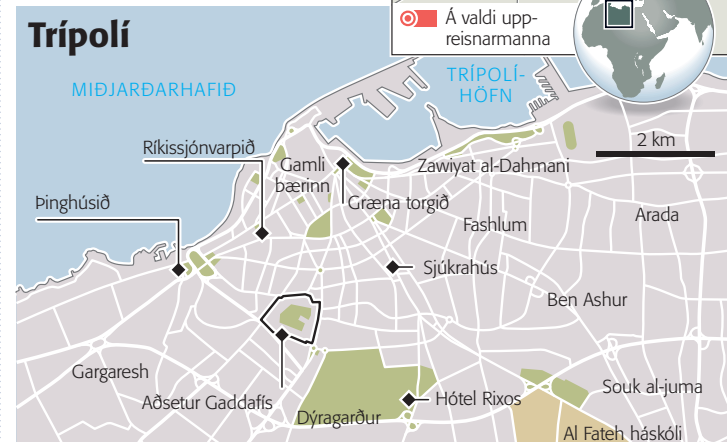 Trípolí
Á valdi upp-
reisnarmanna
MIÐJARÐARHAFIÐ
TRÍPOLÍ-
HÖFN
2 km
Ríkissjónvarpið
Gamli
bærinn
Zawiyat al-Dahmani
Þinghúsið
Græna torgið
Fashlum
Arada
Sjúkrahús
Ben Ashur
Gargaresh
Aðsetur Gaddafís
Dýragarður
Hótel Rixos
Souk al-juma
Al Fateh háskóli